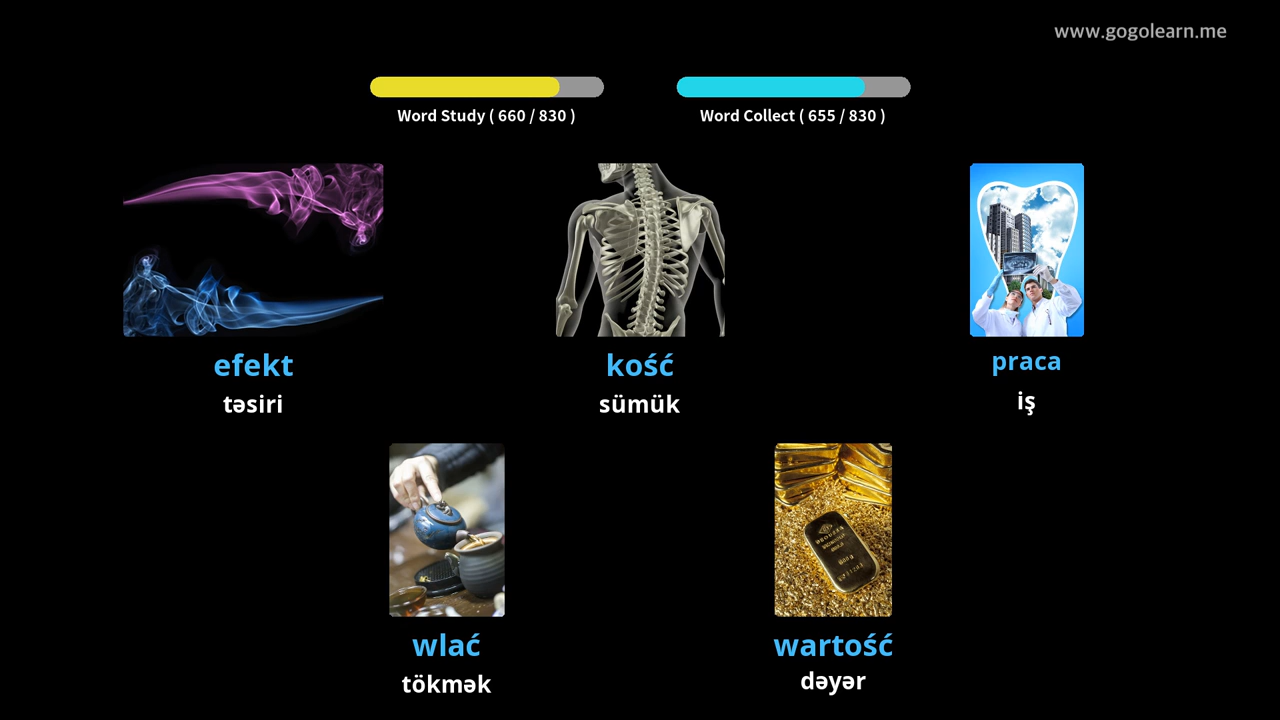 www.gogolearn.me
Word Study ( 660 / 830 )
Word Collect ( 655 / 830 )
efekt
təsiri
kość
sümük
praca
iş
wlać
tökmək
wartość
dəyər